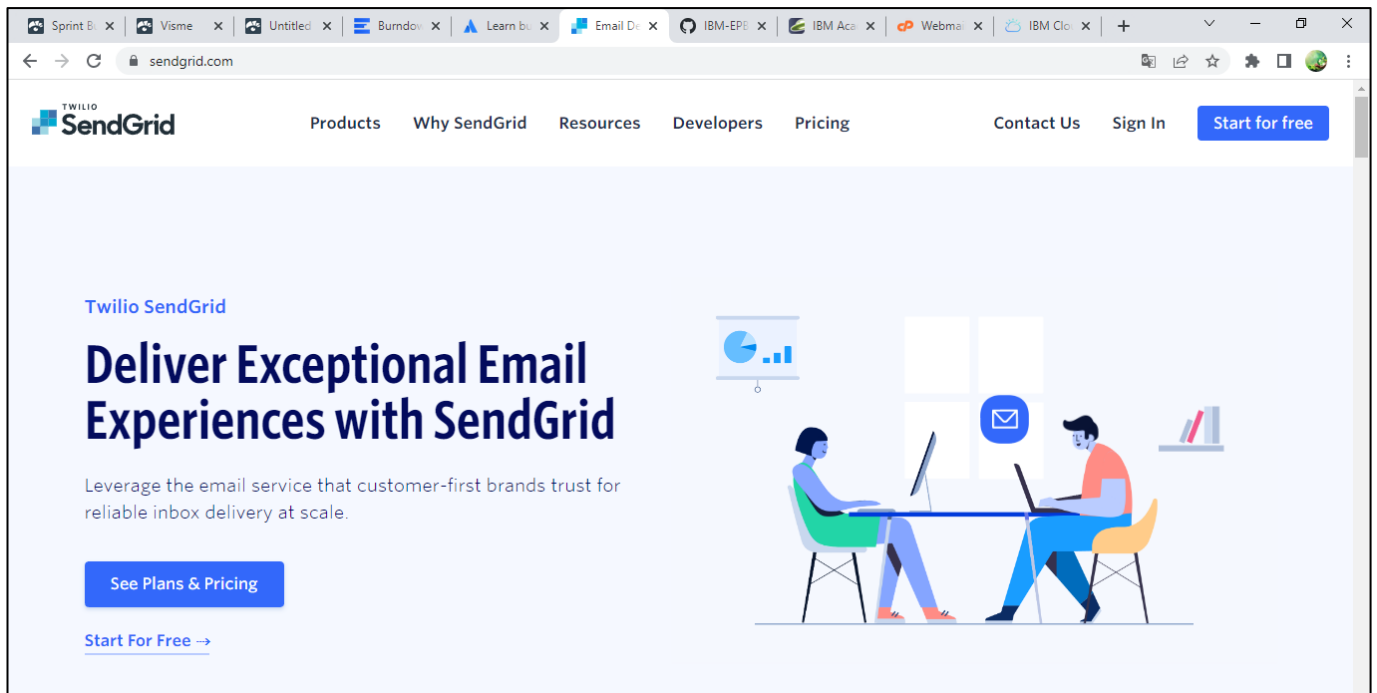 Sprint B
Visme
Untitled
Burndow
Learn bu
Email De
IBM-EPB
IBM Aca
Webmai
IBM Clo
sendgrid.com
TWILIO
SendGrid
Products
Why SendGrid
Resources
Developers
Pricing
Contact Us
Sign In
Start for free
Twilio SendGrid
Deliver Exceptional Email
Experiences with SendGrid
Leverage the email service that customer-first brands trust for
reliable inbox delivery at scale.
See Plans & Pricing
Start For Free →